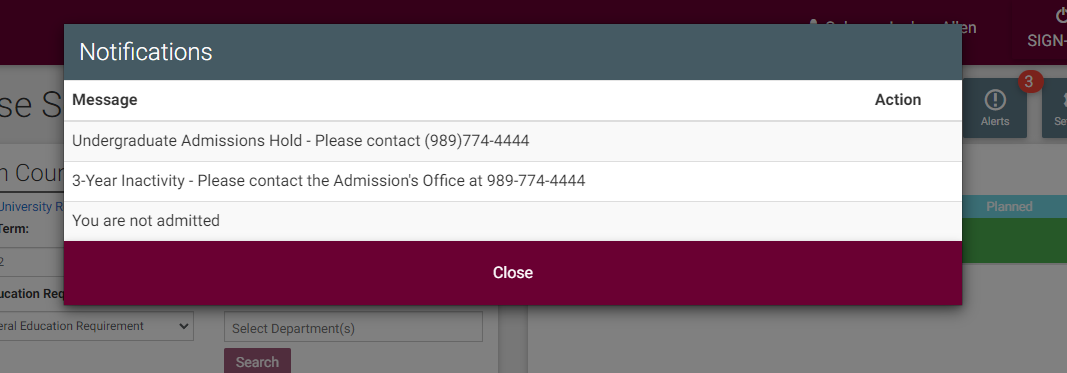 SIGN-
Notifications
Message Action
Undergraduate Admissions Hold - Please contact (989)774-4444
3-Year Inactivity - Please contact the Admission's Office at 989-774-4444
You are not admitted
Close
se S
3
Alerts
Se
n Cour
University R
Term:
Planned
2
ucation Req
eral Education Requirement
Select Department(s)
Search